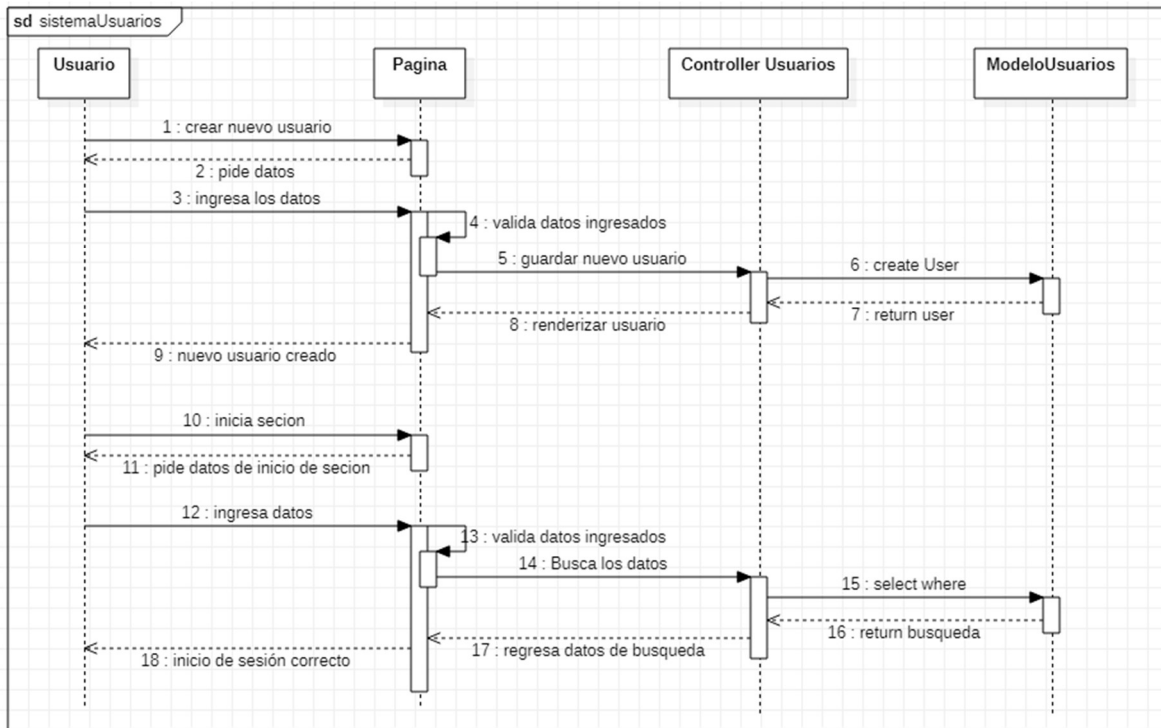 sd sistemaUsuarios
Usuario
Pagina
Controller Usuarios
ModeloUsuarios
1 : crear nuevo usuario
2 : pide datos
3 : ingresa los datos
4 : valida datos ingresados
5 : guardar nuevo usuario
6 : create User
7 : return user
8 : renderizar usuario
9 : nuevo usuario creado
10 : inicia secion
11 : pide datos de inicio de secion
12 : ingresa datos
13 : valida datos ingresados
14 : Busca los datos
15 : select where
16 : return busqueda
17 : regresa datos de busqueda
18 : inicio de sesión correcto